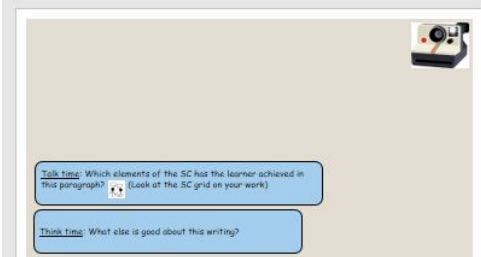 Talk time: Which elements of the SC has the learner achieved in
this paragraph? (Look at the SC grid on your work)
Think time: What else is good about this writing?